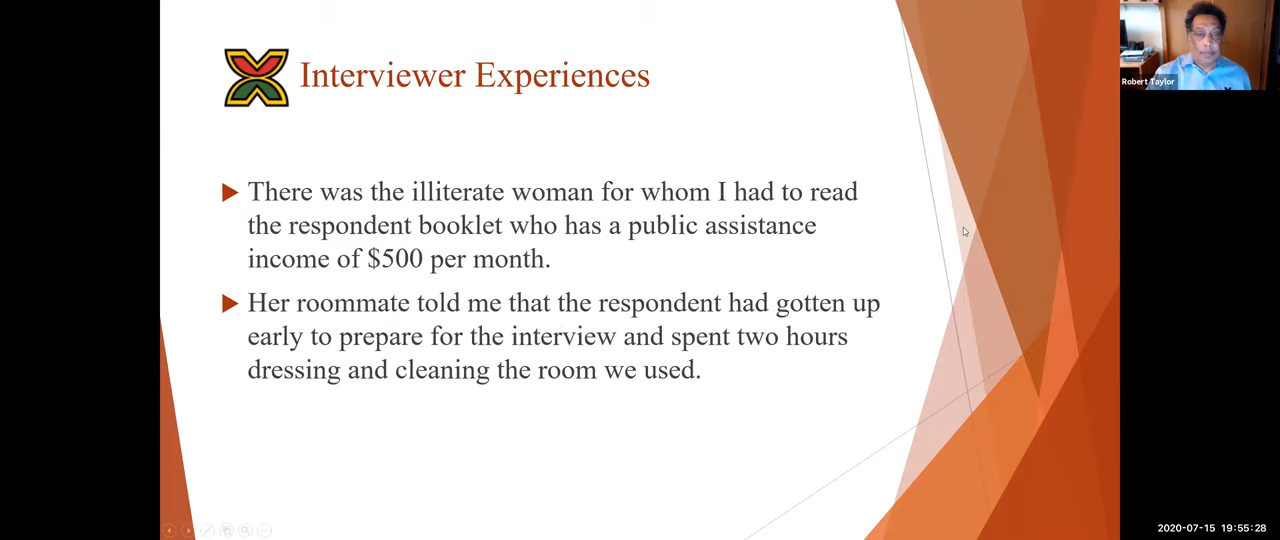 Interviewer Experiences
There was the illiterate woman for whom I had to read
the respondent booklet who has a public assistance
income of $500 per month.
Her roommate told me that the respondent had gotten up
early to prepare for the interview and spent two hours
dressing and cleaning the room we used.
Robert Taylor
2020-07-15 19:55:28